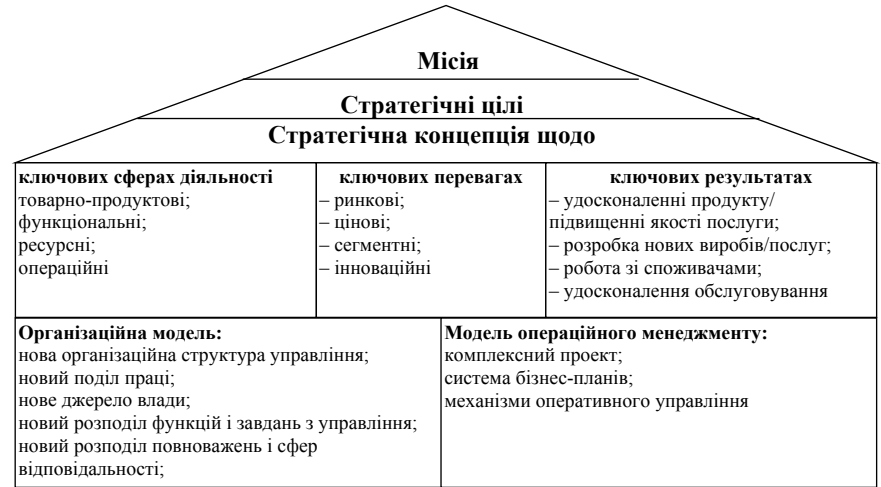 Місія
Стратегічні цілі
Стратегічна концепція щодо
ключових сферах діяльності
товарно-продуктові;
функціональні;
ресурсні;
операційні
ключових перевагах
– ринкові;
– цінові;
– сегментні;
– інноваційні
ключових результатах
– удосконаленні продукту/
підвищенні якості послуги;
– розробка нових виробів/послуг;
– робота зі споживачами;
– удосконалення обслуговування
Організаційна модель:
нова організаційна структура управління;
новий поділ праці;
нове джерело влади;
новий розподіл функцій і завдань з управління;
новий розподіл повноважень і сфер
відповідальності;
Модель операційного менеджменту:
комплексний проект;
система бізнес-планів;
механізми оперативного управління